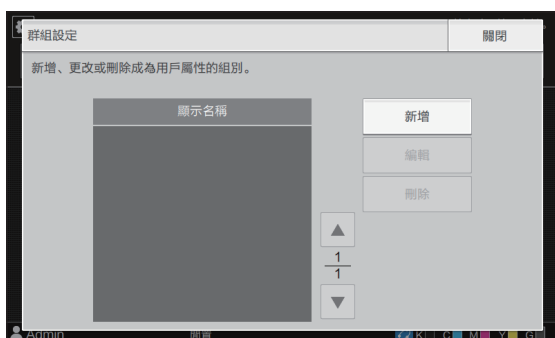 群組設定
關閉
新增、更改或刪除成為用戶屬性的組別。
顯示名稱
新增
編輯
刪除
1
1
Admin
K C M Y G